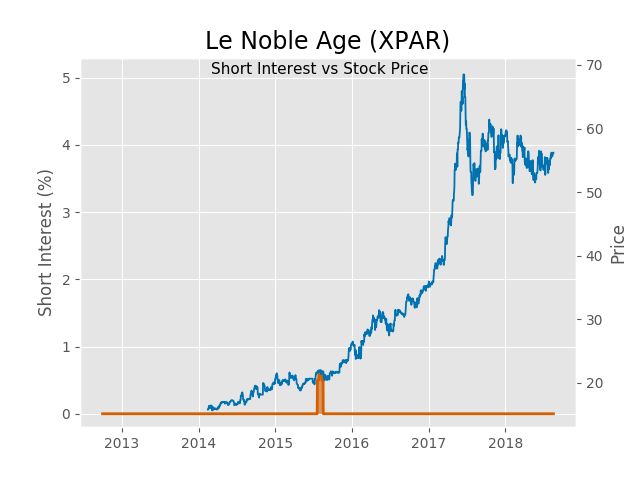 Le Noble Age (XPAR)
Short Interest vs Stock Price
Short Interest (%)
5
4
3
2
1
0
70
60
50
40
30
20
Price
2013 2014 2015 2016 2017 2018